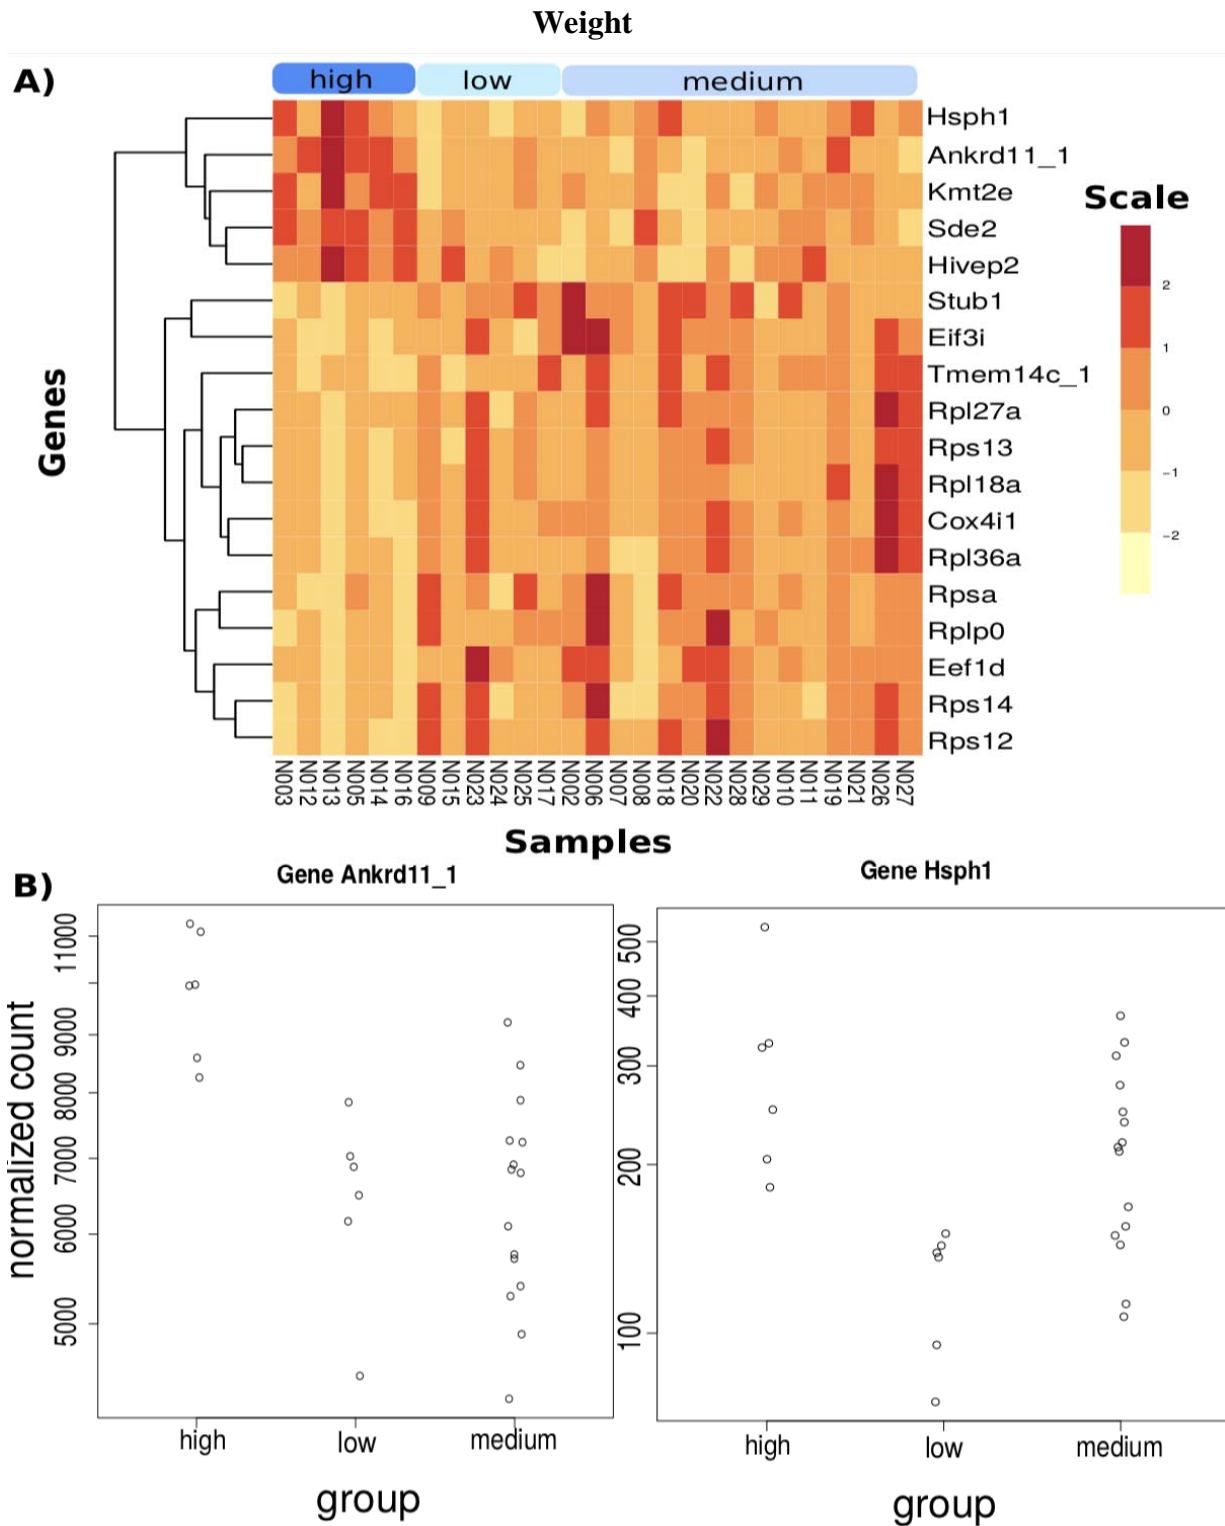 Weight
A)
high low medium
Hsph1
Ankrd11_1
Kmt2e
Sde2
Hivep2
Stub1
Eif3i
Tmem14c_1
Rpl27a
Rps13
Rpl18a
Cox4i1
Rpl36a
Rpsa
Rplp0
Eef1d
Rps14
Rps12
Genes
Scale
2
1
0
−1
−2
N003 N012 N013 N005 N014 N016 N009 N015 N023 N024 N025 N017 N002 N006 N007 N008 N018 N020 N022 N028 N029 N010 N011 N019 N021 N026 N027
Samples
B)
Gene Ankrd11_1
normalized count
11000
9000
8000
7000
6000
5000
high low medium
group
Gene Hsph1
500
400
300
200
100
high low medium
group